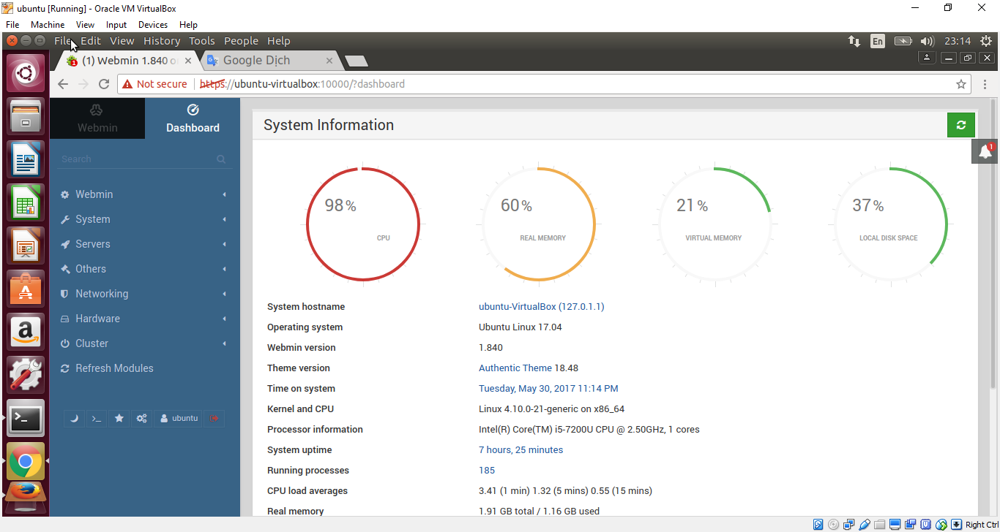 ubuntu [Running] - Oracle VM VirtualBox
File Machine View Input Devices Help
File Edit View History Tools People Help
En
23:14
(1) Webmin 1.840 o
Google Dịch
Not secure
https://ubuntu-virtualbox:10000/?dashboard
Webmin
Dashboard
Search
Webmin
System
Servers
Others
Networking
Hardware
Cluster
Refresh Modules
ubuntu
System Information
1
98%
CPU
60%
REAL MEMORY
21%
VIRTUAL MEMORY
37%
LOCAL DISK SPACE
System hostname ubuntu-VirtualBox (127.0.1.1)
Operating system Ubuntu Linux 17.04
Webmin version 1.840
Theme version Authentic Theme 18.48
Time on system Tuesday, May 30, 2017 11:14 PM
Kernel and CPU Linux 4.10.0-21-generic on x86_64
Processor information Intel(R) Core(TM) i5-7200U CPU @ 2.50GHz, 1 cores
System uptime 7 hours, 25 minutes
Running processes 185
CPU load averages 3.41 (1 min) 1.32 (5 mins) 0.55 (15 mins)
Real memory 1.91 GB total / 1.16 GB used
Right Ctrl